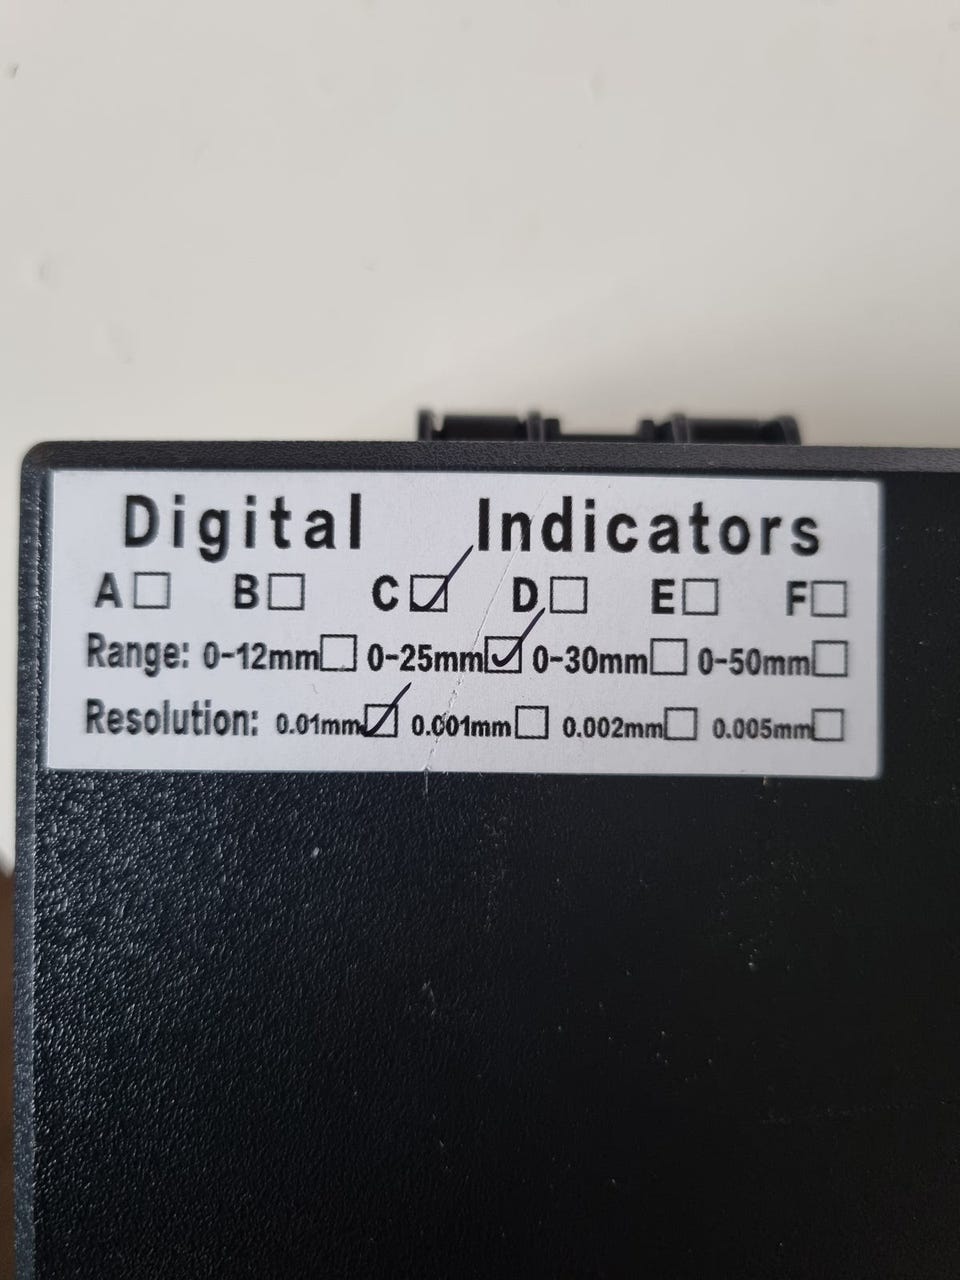 Digital Indicators
A☐ B☐ C☑ D☐ E☐ F☐
Range: 0-12mm☐ 0-25mm☑ 0-30mm☐ 0-50mm☐
Resolution: 0.01mm☑ 0.001mm☐ 0.002mm☐ 0.005mm☐